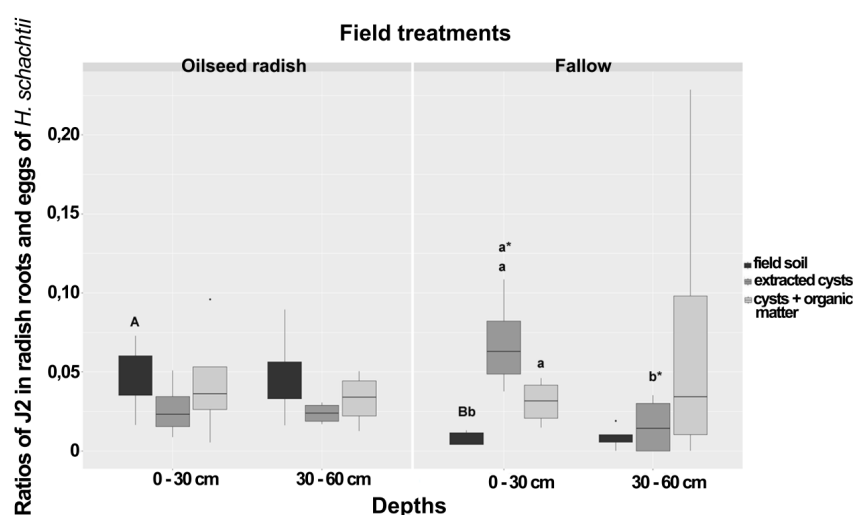 Field treatments
Oilseed radish
Fallow
Ratios of J2 in radish roots and eggs of H. schachtii
0,20
0,15
0,10
0,05
0
A
Bb
a*
a
a
b*
0 - 30 cm
30 - 60 cm
0 - 30 cm
30 - 60 cm
Depths
field soil
extracted cysts
cysts + organic
matter